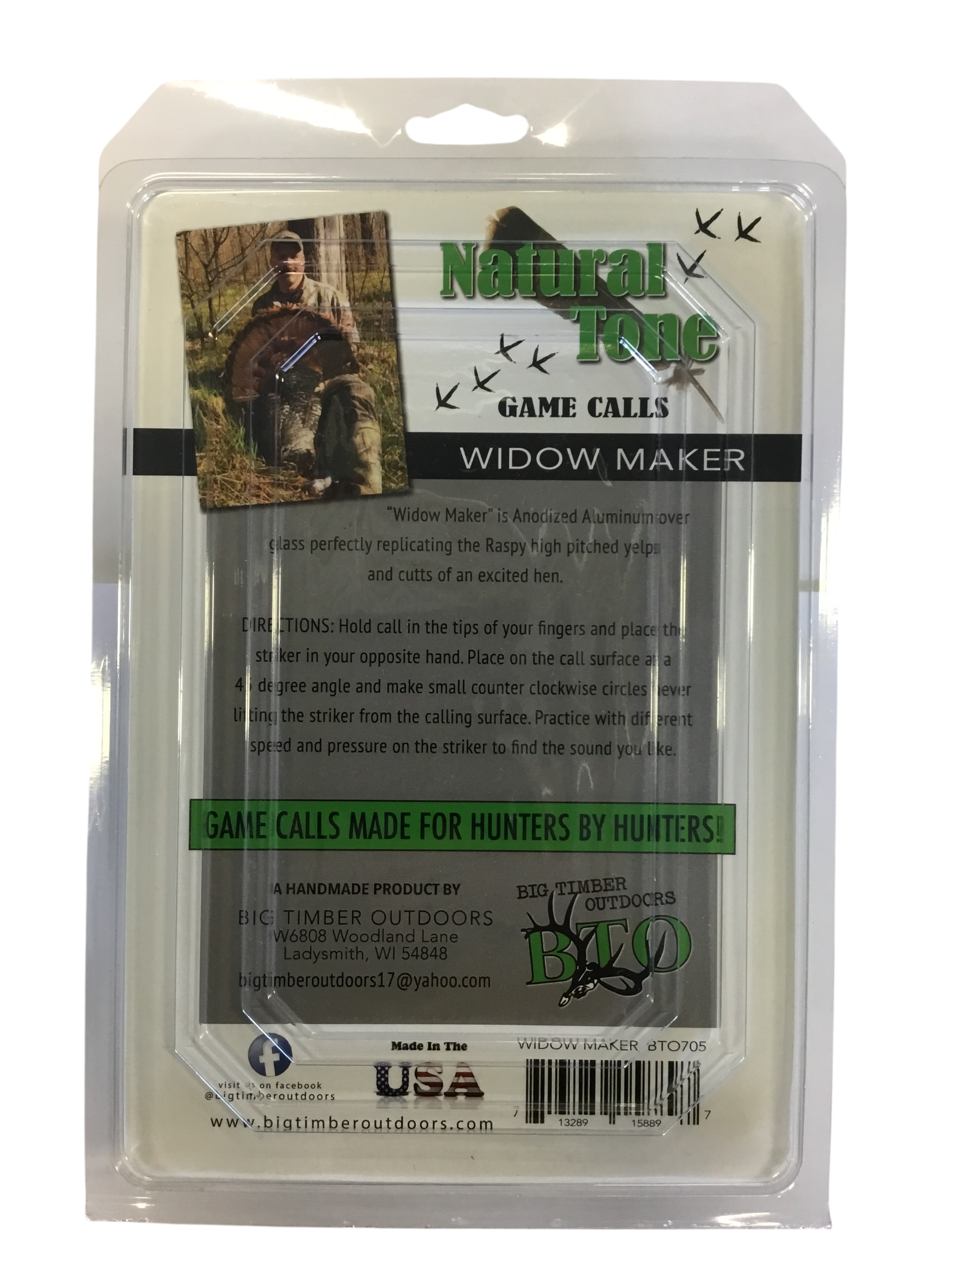 Natural
Tone
GAME CALLS
WIDOW MAKER
"Widow Maker" is Anodized Aluminum over
glass perfectly replicating the Raspy high pitched yelps
and cutts of an excited hen.
DIRECTIONS: Hold call in the tips of your fingers and place the
striker in your opposite hand. Place on the call surface at a
45 degree angle and make small counter clockwise circles never
lifting the striker from the calling surface. Practice with different
speed and pressure on the striker to find the sound you like.
GAME CALLS MADE FOR HUNTERS BY HUNTERS!
A HANDMADE PRODUCT BY
BIG TIMBER OUTDOORS
W6808 Woodland Lane
Ladysmith, WI 54848
bigtimberoutdoors17@yahoo.com
BIG TIMBER
OUTDOORS
BTO
visit us on facebook
@bigtimberoutdoors
www.bigtimberoutdoors.com
Made In The
USA
WIDOW MAKER BTO705
7 13289 15889 7